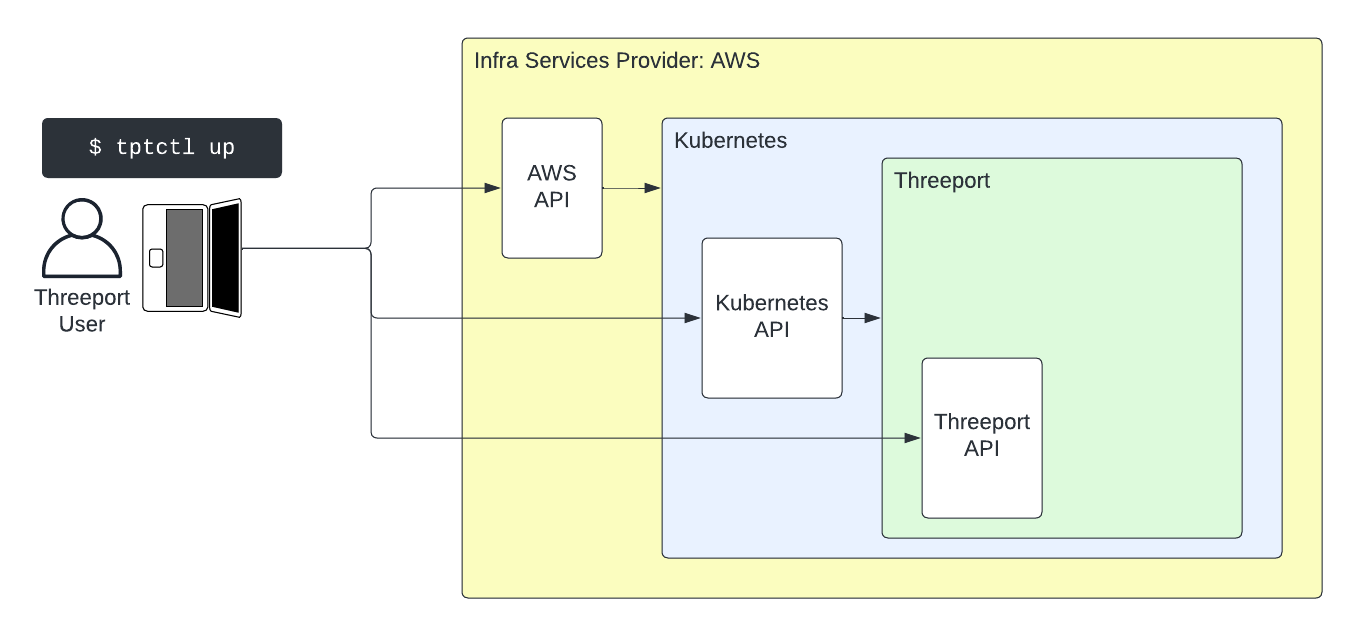 Infra Services Provider: AWS
$ tptctl up
AWS
API
Kubernetes
Threeport
Threeport
User
Kubernetes
API
Threeport
API